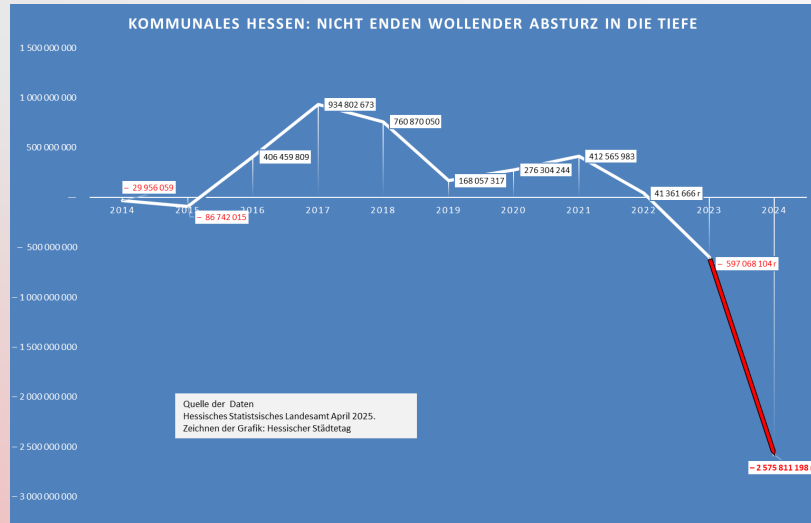 KOMMUNALES HESSEN: NICHT ENDEN WOLLENDER ABSTURZ IN DIE TIEFE
1 500 000 000
1 000 000 000
500 000 000
—
– 500 000 000
– 1 000 000 000
– 1 500 000 000
– 2 000 000 000
– 2 500 000 000
– 3 000 000 000
934 802 673
760 870 050
406 459 809
412 565 983
276 304 244
168 057 317
41 361 666 r
– 29 956 059
2014 2015 2016 2017 2018 2019 2020 2021 2022 2023 2024
– 86 742 015
– 597 068 104 r
– 2 575 811 198
Quelle der Daten
Hessisches Statistsisches Landesamt April 2025.
Zeichnen der Grafik: Hessischer Städtetag